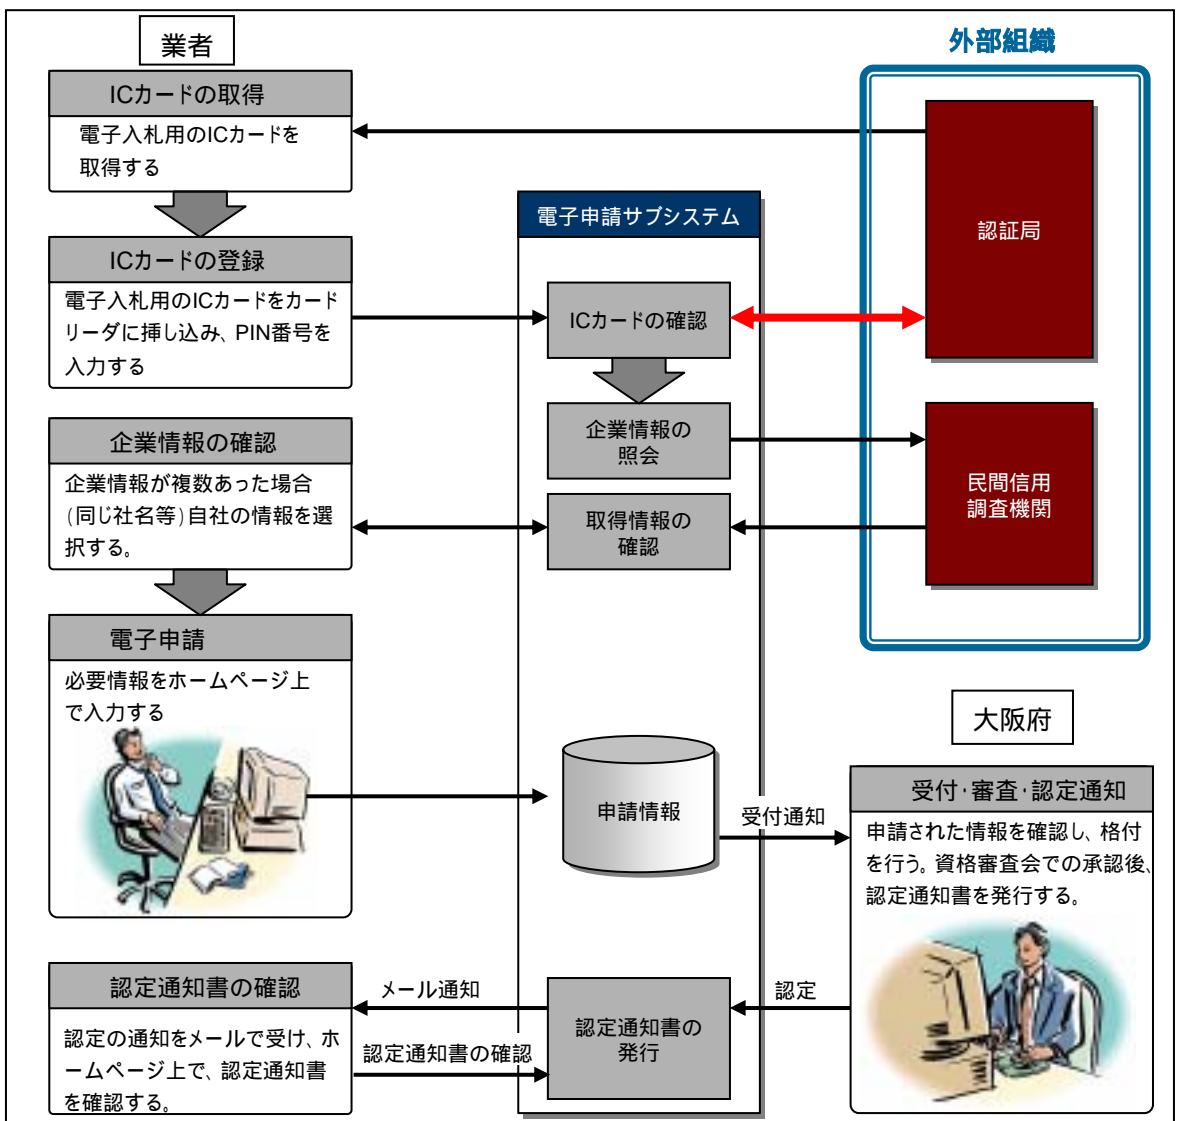 業者
外部組織
ICカードの取得
電子入札用のICカードを
取得する
電子申請サブシステム
認証局
ICカードの登録
電子入札用のICカードをカード
リーダに挿し込み、PIN番号を
入力する
ICカードの確認
企業情報の
照会
民間信用
調査機関
企業情報の確認
企業情報が複数あった場合
(同じ社名等)自社の情報を選
択する。
取得情報の
確認
電子申請
必要情報をホームページ上
で入力する
大阪府
申請情報
受付通知
受付・審査・認定通知
申請された情報を確認し、格付
を行う。資格審査会での承認後、
認定通知書を発行する。
認定通知書の確認
認定の通知をメールで受け、ホ
ームページ上で、認定通知書
を確認する。
メール通知
認定通知書の確認
認定通知書の
発行
認定